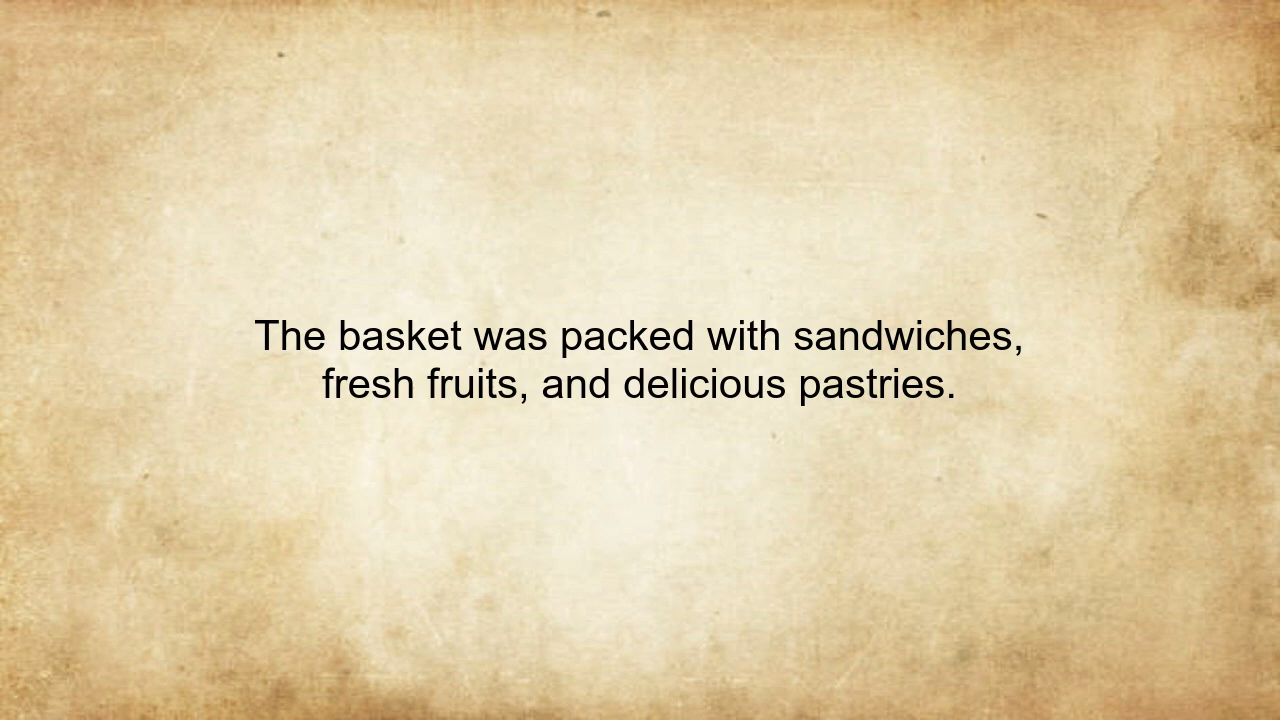 The basket was packed with sandwiches,
fresh fruits, and delicious pastries.